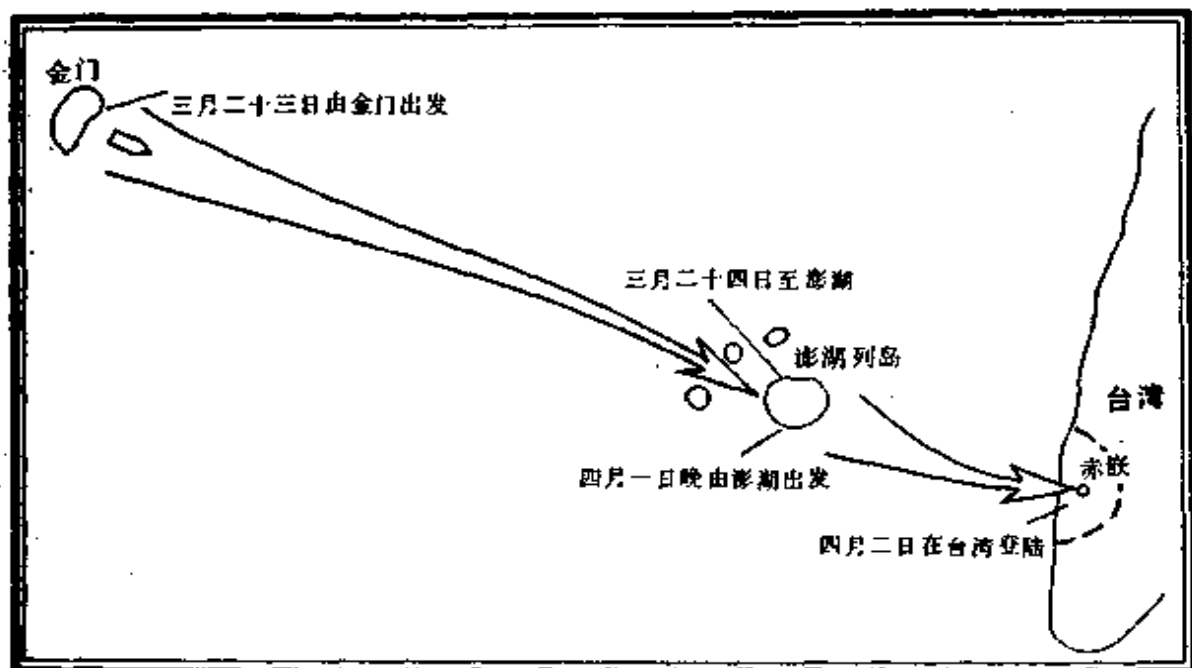 金门
三月二十三日由金门出发
三月二十四日至澎湖
澎湖列岛
台湾
赤嵌
四月一日晚由澎湖出发
四月二日在台湾登陆